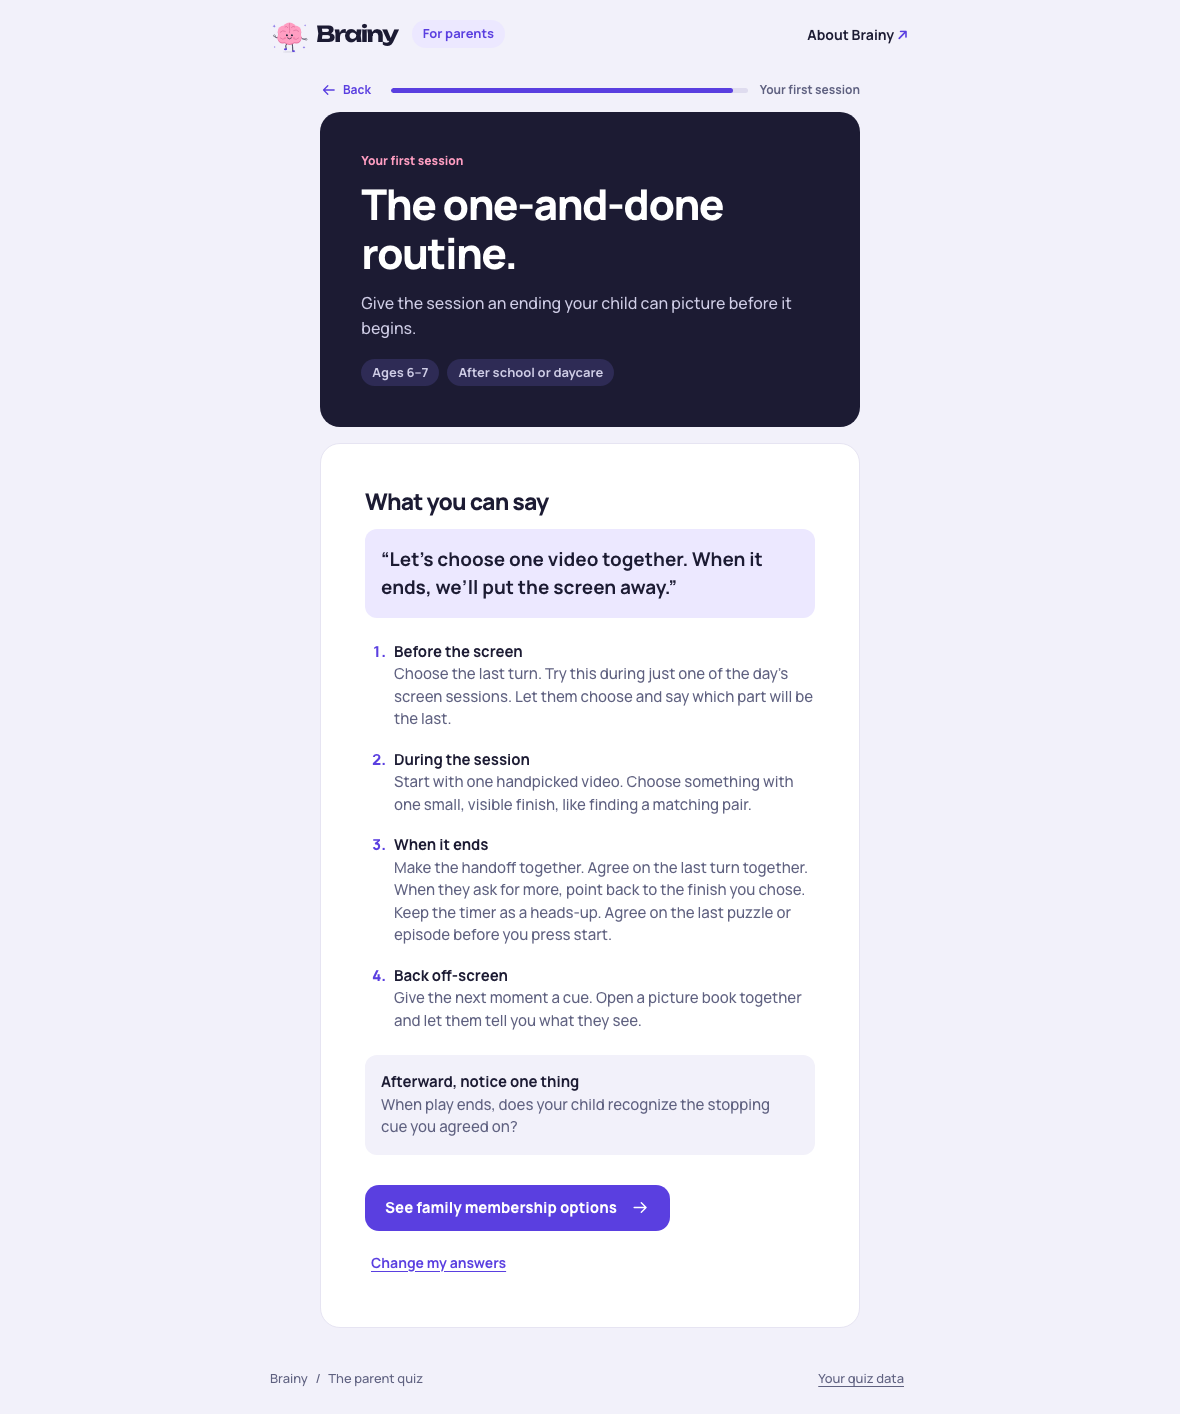 Brainy
For parents
About Brainy
Back
Your first session
Your first session
The one-and-done
routine.
Give the session an ending your child can picture before it
begins.
Ages 6–7
After school or daycare
What you can say
“Let’s choose one video together. When it
ends, we’ll put the screen away.”
1. Before the screen
Choose the last turn. Try this during just one of the day’s
screen sessions. Let them choose and say which part will be
the last.
2. During the session
Start with one handpicked video. Choose something with
one small, visible finish, like finding a matching pair.
3. When it ends
Make the handoff together. Agree on the last turn together.
When they ask for more, point back to the finish you chose.
Keep the timer as a heads-up. Agree on the last puzzle or
episode before you press start.
4. Back off-screen
Give the next moment a cue. Open a picture book together
and let them tell you what they see.
Afterward, notice one thing
When play ends, does your child recognize the stopping
cue you agreed on?
See family membership options
Change my answers
Brainy / The parent quiz
Your quiz data